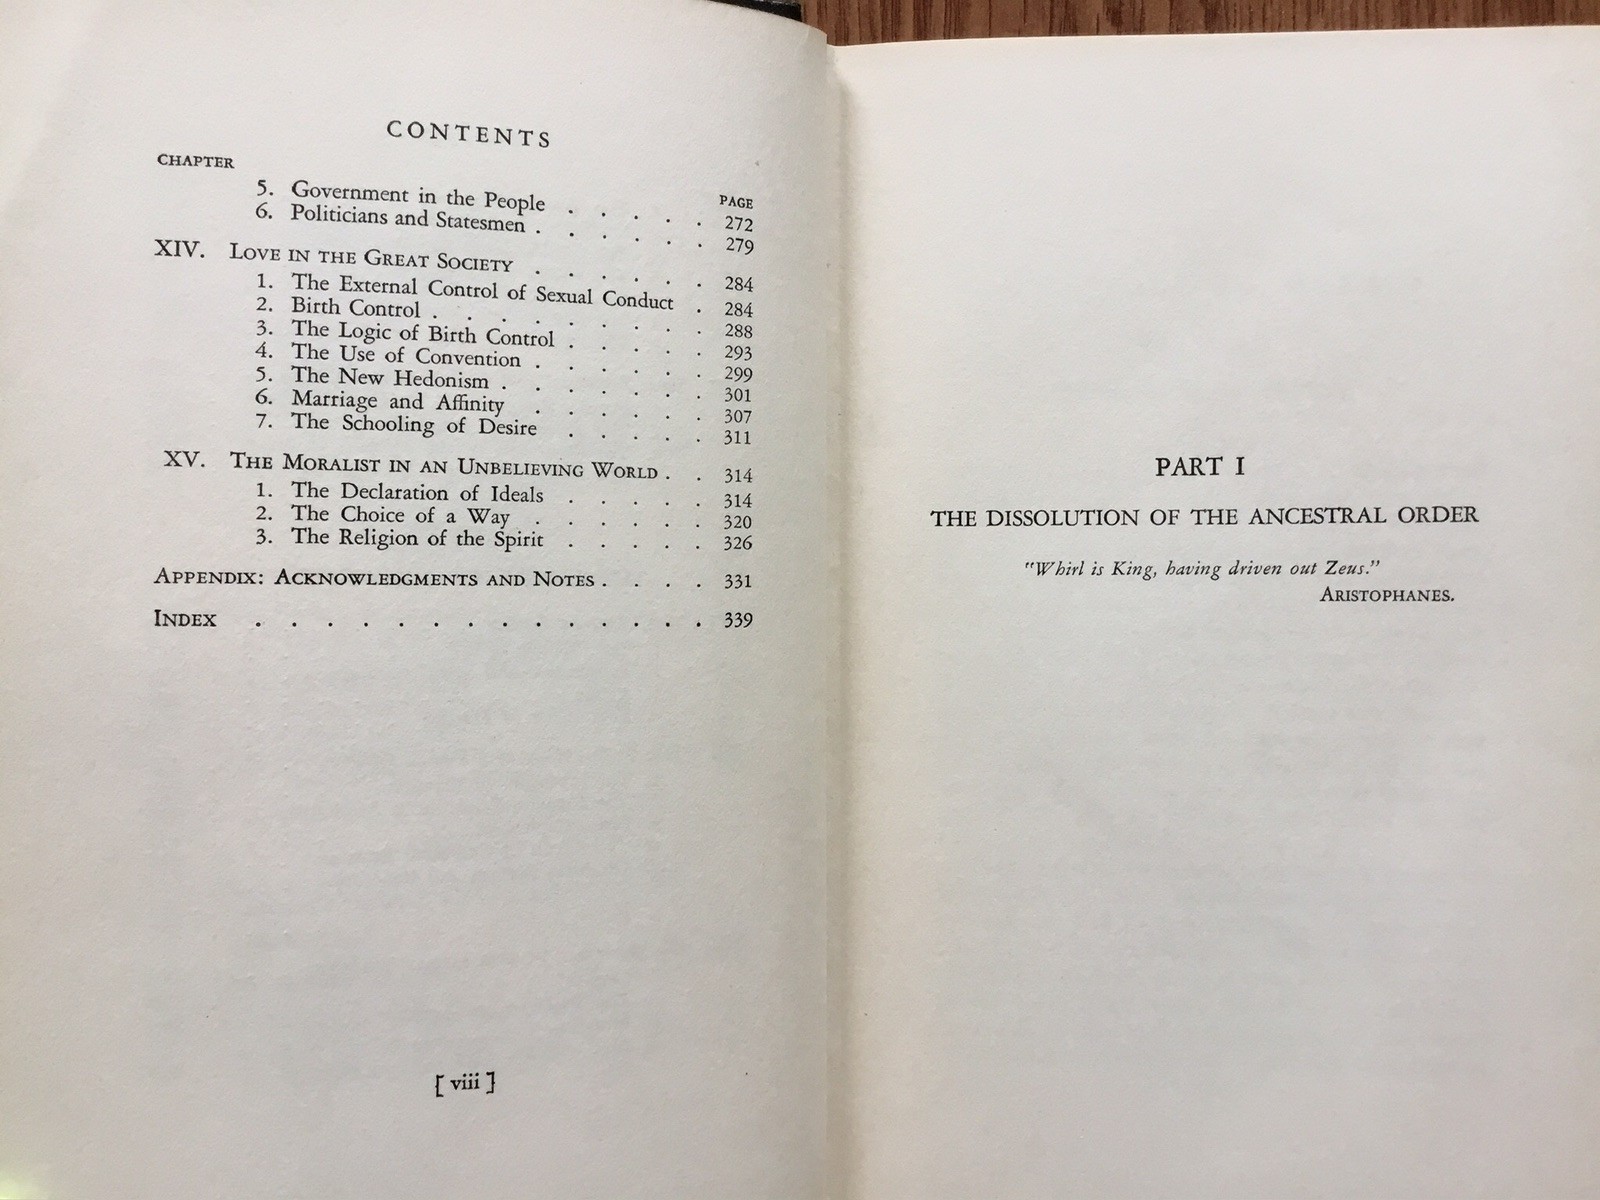 CONTENTS
CHAPTER
PAGE
5. Government in the People . . . . . 272
6. Politicians and Statesmen . . . . . . 279
XIV. LOVE IN THE GREAT SOCIETY . . . . . . 284
1. The External Control of Sexual Conduct . 284
2. Birth Control . . . . . . . . . 288
3. The Logic of Birth Control . . . . . 293
4. The Use of Convention . . . . . . 299
5. The New Hedonism . . . . . . . 301
6. Marriage and Affinity . . . . . . 307
7. The Schooling of Desire . . . . . 311
XV. THE MORALIST IN AN UNBELIEVING WORLD . . 314
1. The Declaration of Ideals . . . . . 314
2. The Choice of a Way . . . . . . 320
3. The Religion of the Spirit . . . . . 326
APPENDIX: ACKNOWLEDGMENTS AND NOTES . . . . 331
INDEX . . . . . . . . . . . . . . 339
[ viii ]
PART I
THE DISSOLUTION OF THE ANCESTRAL ORDER
"Whirl is King, having driven out Zeus."
ARISTOPHANES.